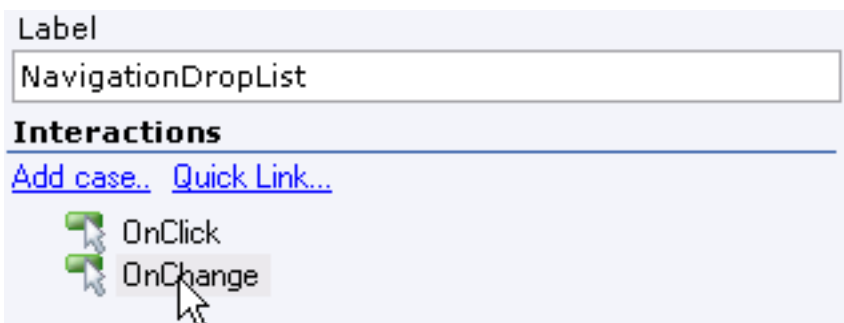 Label
NavigationDropList
Interactions
Add case.. Quick Link...
OnClick
OnChange